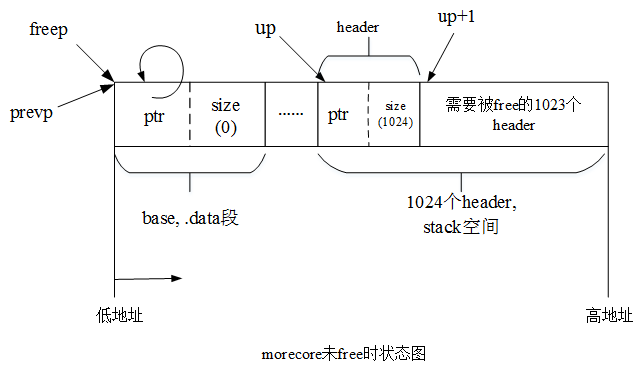 freep
up
header
up+1
prevp
ptr
size
(0)
......
ptr
size
(1024)
需要被free的1023个
header
base, .data段
1024个header,
stack空间
低地址
高地址
morecore未free时状态图